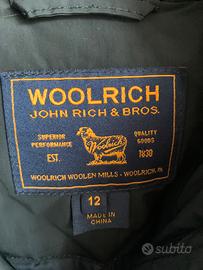 WOOLRICH
JOHN RICH & BROS.
SUPERIOR
PERFORMANCE
QUALITY
GOODS
EST.
Woolrich
1830
WOOLRICH WOOLEN MILLS - WOOLRICH, PA
12
MADE IN
CHINA
subito